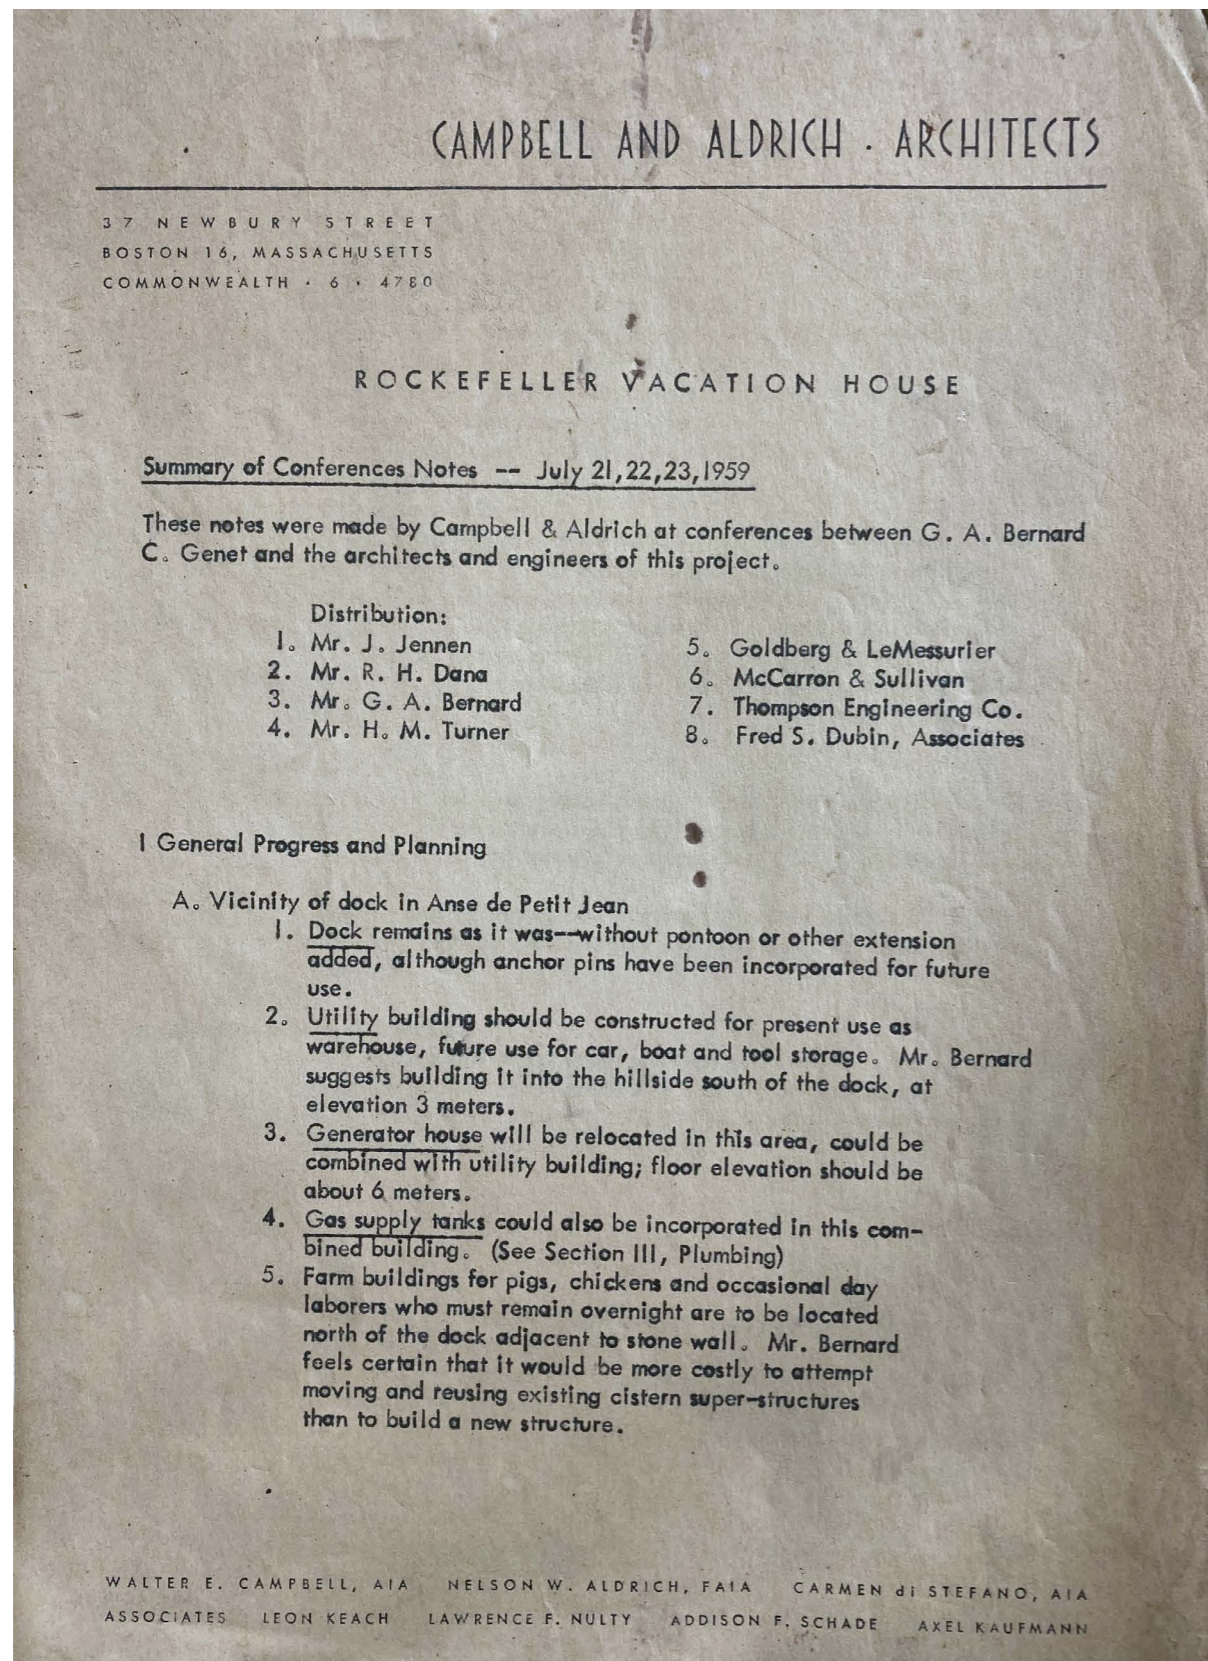 CAMPBELL AND ALDRICH · ARCHITECTS
37 NEWBURY STREET
BOSTON 16, MASSACHUSETTS
COMMONWEALTH · 6 · 4780
ROCKEFELLER VACATION HOUSE
Summary of Conferences Notes -- July 21,22,23,1959
These notes were made by Campbell & Aldrich at conferences between G. A. Bernard
C. Genet and the architects and engineers of this project.
Distribution:
1. Mr. J. Jennen
2. Mr. R. H. Dana
3. Mr. G. A. Bernard
4. Mr. H. M. Turner
5. Goldberg & LeMessurier
6. McCarron & Sullivan
7. Thompson Engineering Co.
8. Fred S. Dubin, Associates
I General Progress and Planning
A. Vicinity of dock in Anse de Petit Jean
1. Dock remains as it was--without pontoon or other extension
added, although anchor pins have been incorporated for future
use.
2. Utility building should be constructed for present use as
warehouse, future use for car, boat and tool storage. Mr. Bernard
suggests building it into the hillside south of the dock, at
elevation 3 meters.
3. Generator house will be relocated in this area, could be
combined with utility building; floor elevation should be
about 6 meters.
4. Gas supply tanks could also be incorporated in this com-
bined building. (See Section III, Plumbing)
5. Farm buildings for pigs, chickens and occasional day
laborers who must remain overnight are to be located
north of the dock adjacent to stone wall. Mr. Bernard
feels certain that it would be more costly to attempt
moving and reusing existing cistern super-structures
than to build a new structure.
WALTER E. CAMPBELL, AIA NELSON W. ALDRICH, FAIA CARMEN di STEFANO, AIA
ASSOCIATES LEON KEACH LAWRENCE F. NULTY ADDISON F. SCHADE AXEL KAUFMANN